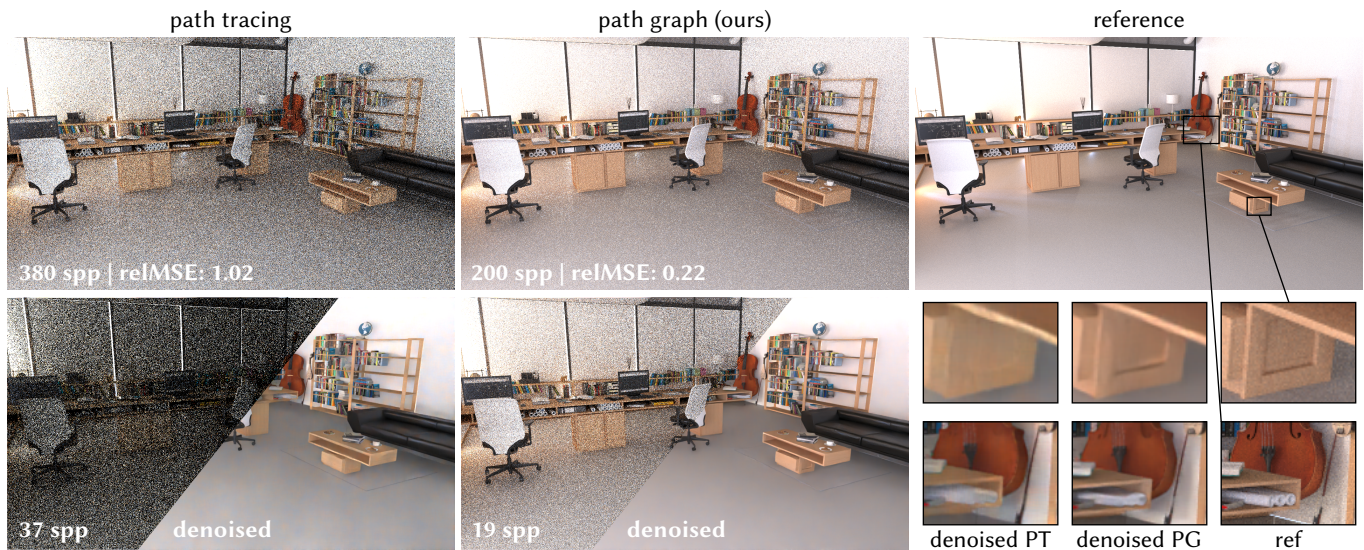 path tracing
path graph (ours)
reference
380 spp | relMSE: 1.02
200 spp | relMSE: 0.22
37 spp
denoised
19 spp
denoised
denoised PT
denoised PG
ref